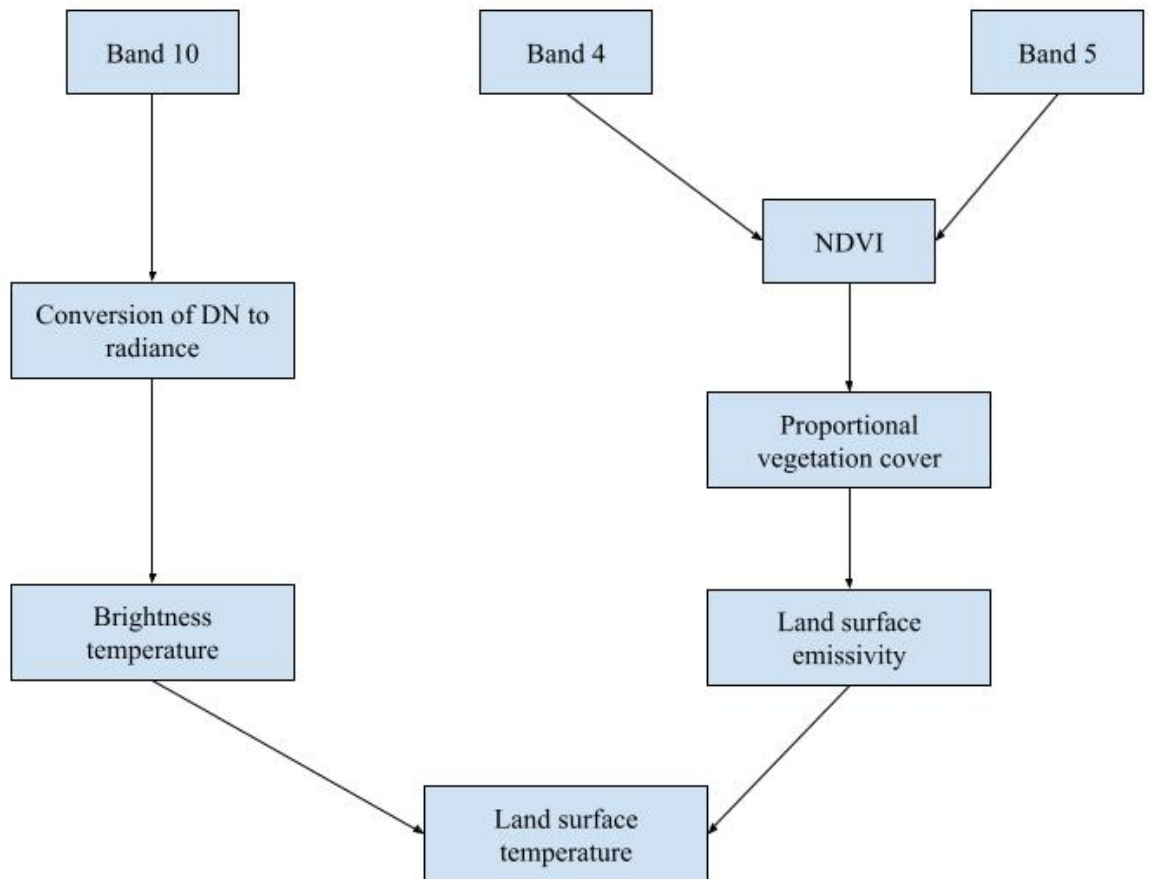 Band 10
Band 4
Band 5
NDVI
Conversion of DN to
radiance
Proportional
vegetation cover
Brightness
temperature
Land surface
emissivity
Land surface
temperature